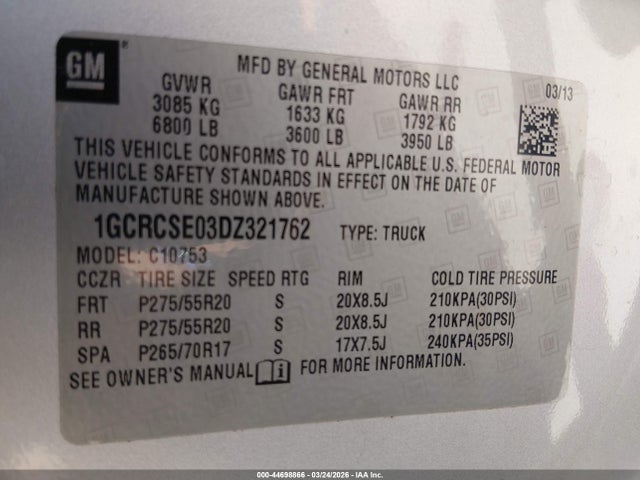 GM ®
MFD BY GENERAL MOTORS LLC 03/13
GVWR GAWR FRT GAWR RR
3085 KG 1633 KG 1792 KG
6800 LB 3600 LB 3950 LB
THIS VEHICLE CONFORMS TO ALL APPLICABLE U.S. FEDERAL MOTOR
VEHICLE SAFETY STANDARDS IN EFFECT ON THE DATE OF
MANUFACTURE SHOWN ABOVE.
1GCRCSE03DZ321762 TYPE: TRUCK
MODEL: C10753
CCZR TIRE SIZE SPEED RTG RIM COLD TIRE PRESSURE
FRT P275/55R20 S 20X8.5J 210KPA(30PSI)
RR P275/55R20 S 20X8.5J 210KPA(30PSI)
SPA P265/70R17 S 17X7.5J 240KPA(35PSI)
SEE OWNER'S MANUAL FOR MORE INFORMATION.
000-44698866 - 03/24/2026 - IAA Inc.